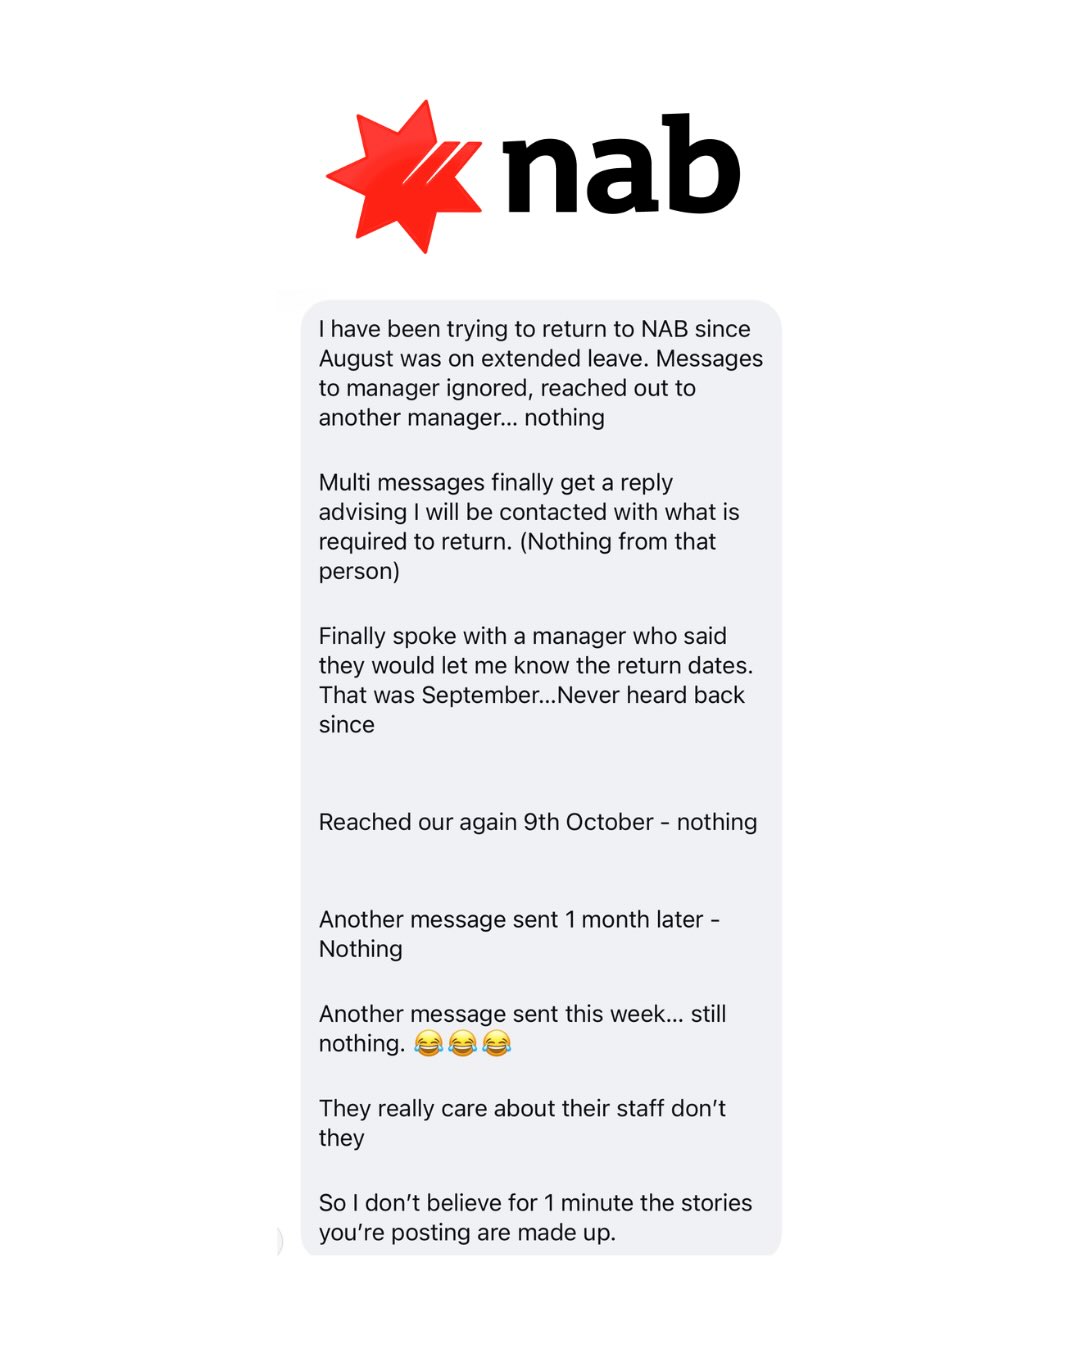 nab
I have been trying to return to NAB since
August was on extended leave. Messages
to manager ignored, reached out to
another manager... nothing
Multi messages finally get a reply
advising I will be contacted with what is
required to return. (Nothing from that
person)
Finally spoke with a manager who said
they would let me know the return dates.
That was September...Never heard back
since
Reached our again 9th October - nothing
Another message sent 1 month later -
Nothing
Another message sent this week... still
nothing. 😂😂😂
They really care about their staff don’t
they
So I don’t believe for 1 minute the stories
you’re posting are made up.